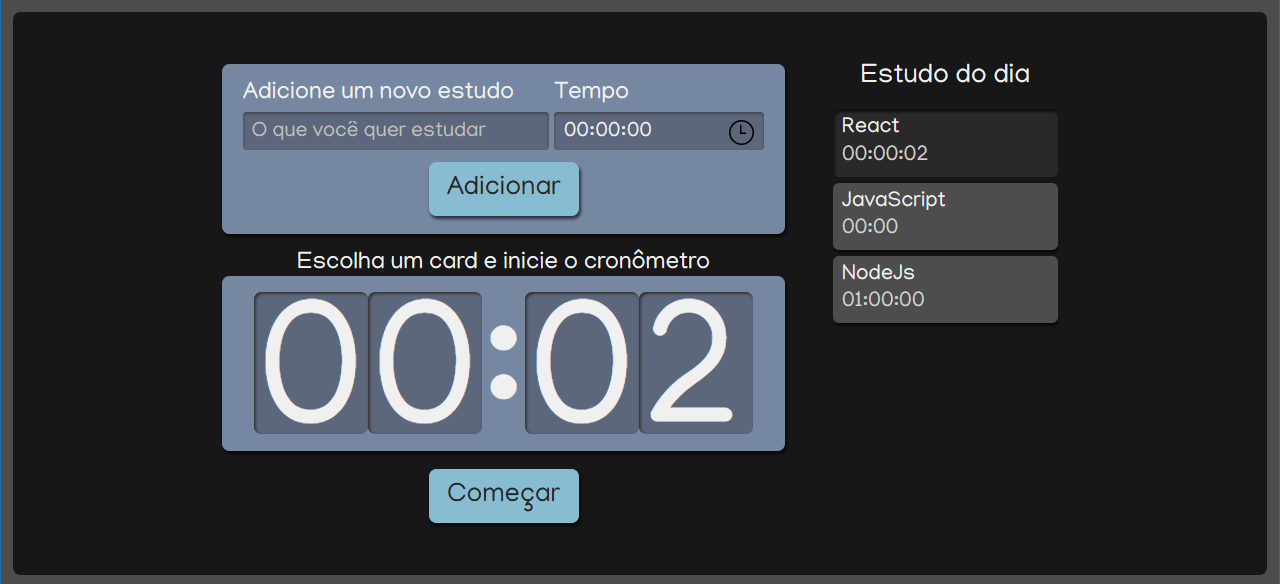 Adicione um novo estudo
Tempo
O que você quer estudar
00:00:00
Adicionar
Escolha um card e inicie o cronômetro
00:02
Começar
Estudo do dia
React
00:00:02
JavaScript
00:00
NodeJs
01:00:00